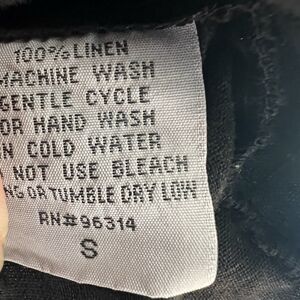 100% LINEN
MACHINE WASH
GENTLE CYCLE
OR HAND WASH
IN COLD WATER
NOT USE BLEACH
OR TUMBLE DRY LOW
RN#96314
S